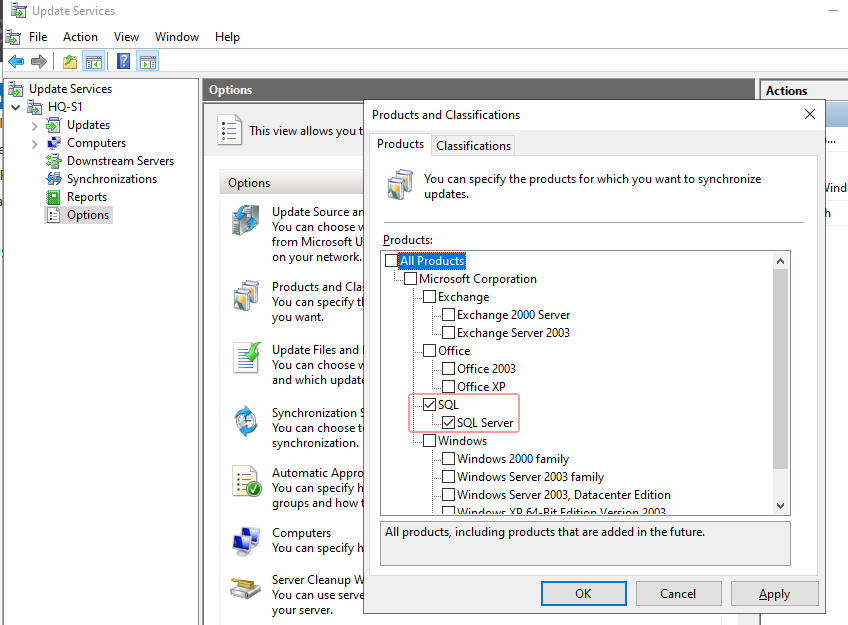 Update Services
File Action View Window Help
Update Services
HQ-S1
Updates
Computers
Downstream Servers
Synchronizations
Reports
Options
Options
This view allows you t
Options
Update Source an
You can choose w
from Microsoft U
on your network.
Products and Cla
You can specify th
you want.
Update Files and
You can choose w
and which update
Synchronization S
You can choose to
synchronization.
Automatic Appro
You can specify h
groups and how t
Computers
You can specify h
Server Cleanup W
You can use serve
your server.
Actions
...
Wind
h
Products and Classifications
Products Classifications
You can specify the products for which you want to synchronize
updates.
Products:
All Products
Microsoft Corporation
Exchange
Exchange 2000 Server
Exchange Server 2003
Office
Office 2003
Office XP
SQL
SQL Server
Windows
Windows 2000 family
Windows Server 2003 family
Windows Server 2003, Datacenter Edition
Windows XP 64-Bit Edition Version 2003
All products, including products that are added in the future.
OK Cancel Apply